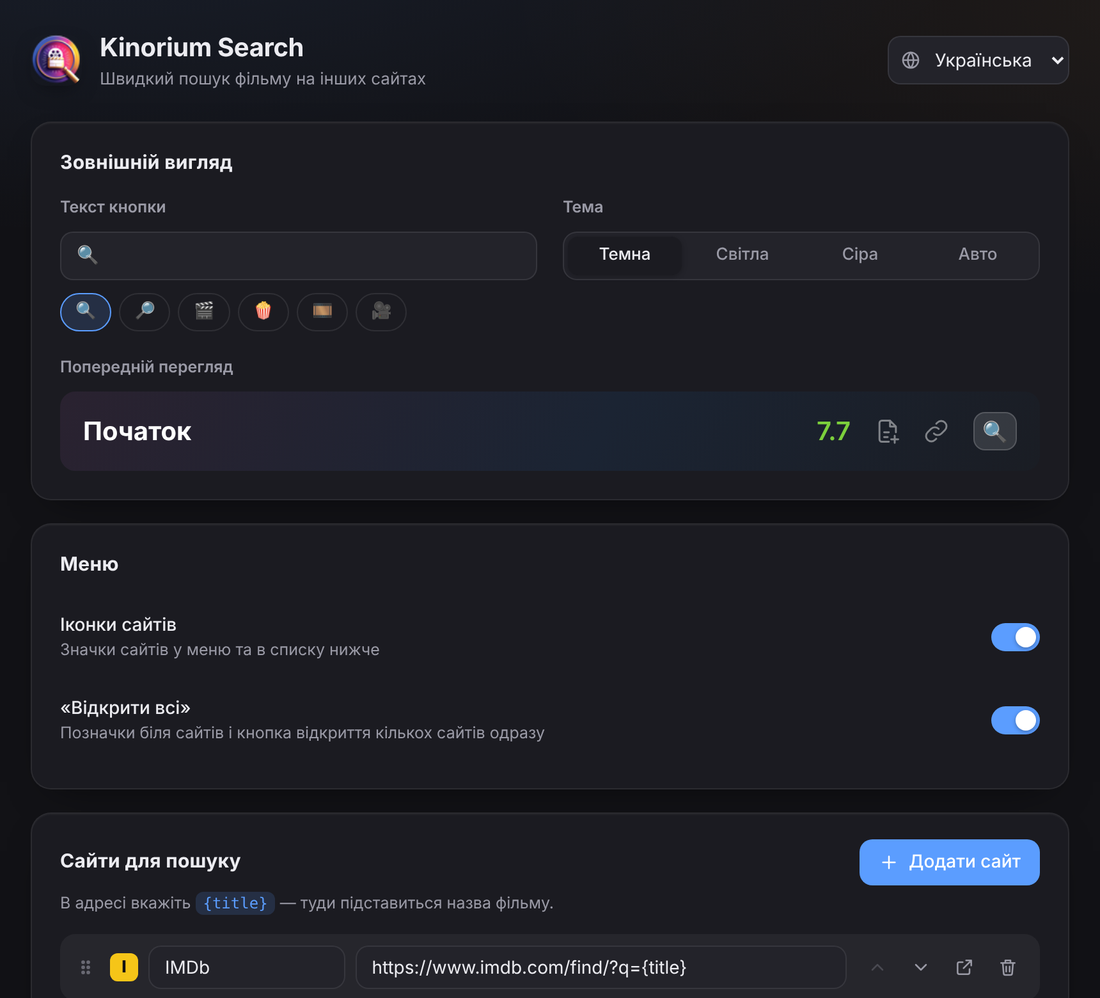 Kinorium Search
Швидкий пошук фільму на інших сайтах
Українська
Зовнішній вигляд
Текст кнопки
🔍
🔍 🔎 🎬 🍿 🎞️ 🎥
Тема
Темна Світла Сіра Авто
Попередній перегляд
Початок
7.7
🔍
Меню
Іконки сайтів
Значки сайтів у меню та в списку нижче
«Відкрити всі»
Позначки біля сайтів і кнопка відкриття кількох сайтів одразу
Сайти для пошуку
+ Додати сайт
В адресі вкажіть {title} — туди підставиться назва фільму.
I IMDb https://www.imdb.com/find/?q={title}